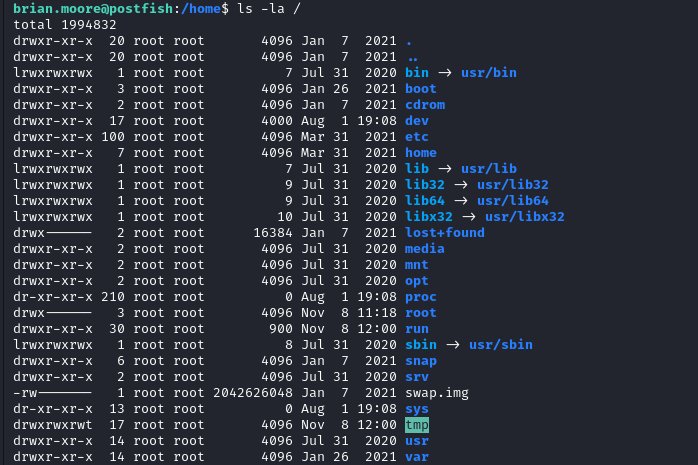 brian.moore@postfish:/home$ ls -la /
total 1994832
drwxr-xr-x  20 root root       4096 Jan  7  2021 .
drwxr-xr-x  20 root root       4096 Jan  7  2021 ..
lrwxrwxrwx   1 root root          7 Jul 31  2020 bin -> usr/bin
drwxr-xr-x   3 root root       4096 Jan 26  2021 boot
drwxr-xr-x   2 root root       4096 Jan  7  2021 cdrom
drwxr-xr-x  17 root root       4000 Aug  1 19:08 dev
drwxr-xr-x 100 root root       4096 Mar 31  2021 etc
drwxr-xr-x   7 root root       4096 Mar 31  2021 home
lrwxrwxrwx   1 root root          7 Jul 31  2020 lib -> usr/lib
lrwxrwxrwx   1 root root          9 Jul 31  2020 lib32 -> usr/lib32
lrwxrwxrwx   1 root root          9 Jul 31  2020 lib64 -> usr/lib64
lrwxrwxrwx   1 root root         10 Jul 31  2020 libx32 -> usr/libx32
drwx------   2 root root      16384 Jan  7  2021 lost+found
drwxr-xr-x   2 root root       4096 Jul 31  2020 media
drwxr-xr-x   2 root root       4096 Jul 31  2020 mnt
drwxr-xr-x   2 root root       4096 Jul 31  2020 opt
dr-xr-xr-x 210 root root          0 Aug  1 19:08 proc
drwx------   3 root root       4096 Nov  8 11:18 root
drwxr-xr-x  30 root root        900 Nov  8 12:00 run
lrwxrwxrwx   1 root root          8 Jul 31  2020 sbin -> usr/sbin
drwxr-xr-x   6 root root       4096 Jan  7  2021 snap
drwxr-xr-x   2 root root       4096 Jul 31  2020 srv
-rw-------   1 root root 2042626048 Jan  7  2021 swap.img
dr-xr-xr-x  13 root root          0 Aug  1 19:08 sys
drwxrwxrwt  17 root root       4096 Nov  8 12:00 tmp
drwxr-xr-x  14 root root       4096 Jul 31  2020 usr
drwxr-xr-x  14 root root       4096 Jan 26  2021 var